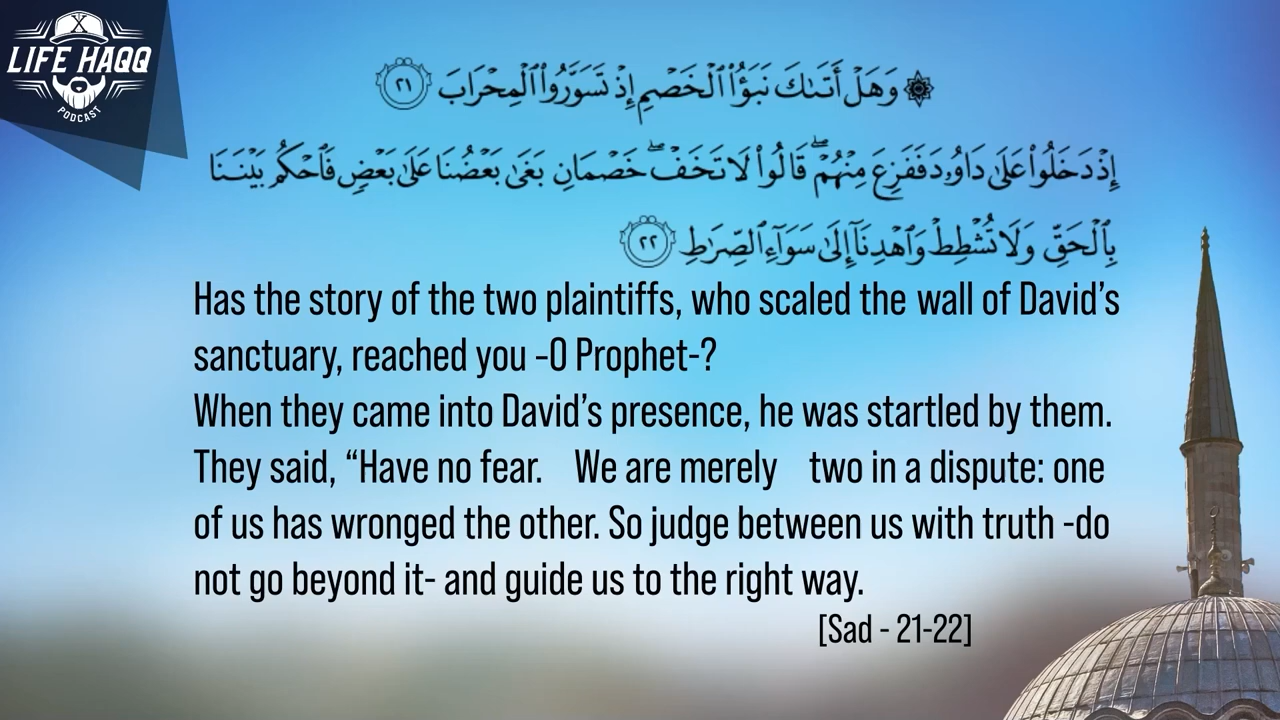 LIFE HAQQ
PODCAST
۞ وَهَلْ أَتَىٰكَ نَبَؤُا۟ ٱلْخَصْمِ إِذْ تَسَوَّرُوا۟ ٱلْمِحْرَابَ ٢١
إِذْ دَخَلُوا۟ عَلَىٰ دَاوُۥدَ فَفَزِعَ مِنْهُمْ ۖ قَالُوا۟ لَا تَخَفْ ۖ خَصْمَانِ بَغَىٰ بَعْضُنَا عَلَىٰ بَعْضٍ فَٱحْكُم بَيْنَنَا
بِٱلْحَقِّ وَلَا تُشْطِطْ وَٱهْدِنَآ إِلَىٰ سَوَآءِ ٱلصِّرَٰطِ ٢٢
Has the story of the two plaintiffs, who scaled the wall of David’s
sanctuary, reached you -O Prophet-?
When they came into David’s presence, he was startled by them.
They said, “Have no fear. We are merely two in a dispute: one
of us has wronged the other. So judge between us with truth -do
not go beyond it- and guide us to the right way.
[Sad - 21-22]